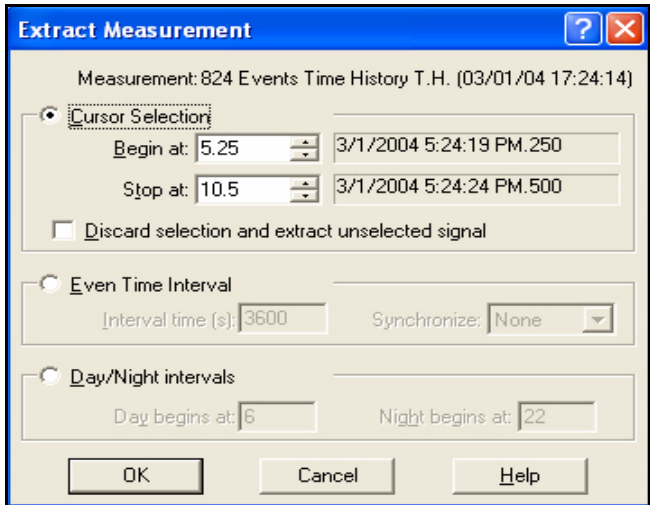 Extract Measurement
Measurement: 824 Events Time History T.H. (03/01/04 17:24:14)
Cursor Selection
Begin at: 5.25 3/1/2004 5:24:19 PM.250
Stop at: 10.5 3/1/2004 5:24:24 PM.500
Discard selection and extract unselected signal
Even Time Interval
Interval time (s): 3600 Synchronize: None
Day/Night intervals
Day begins at: 6 Night begins at: 22
OK Cancel Help